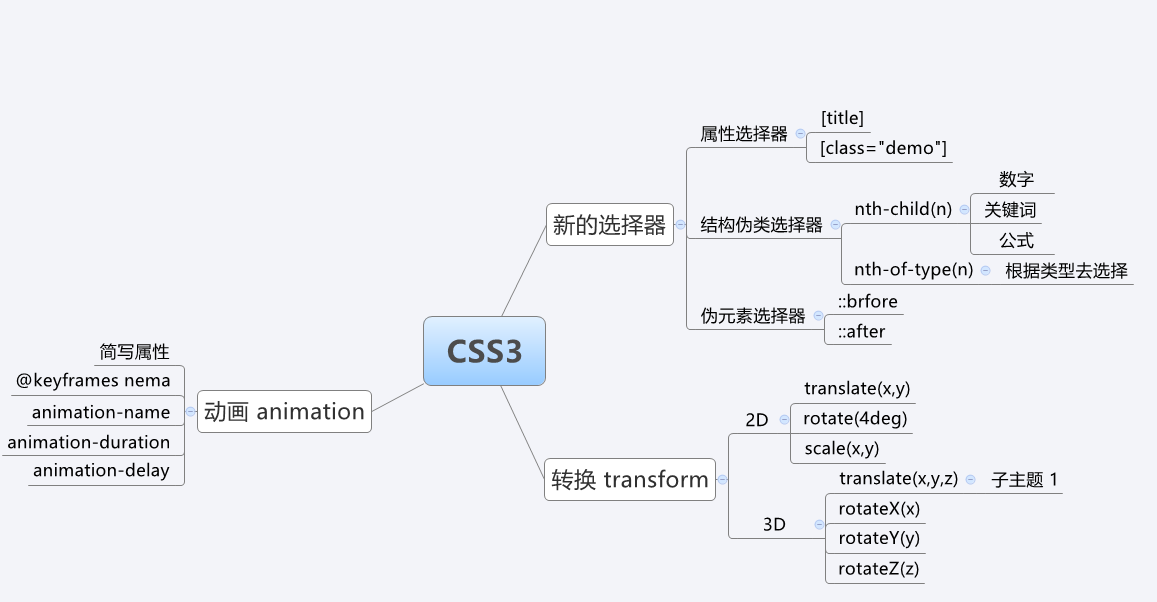 CSS3
新的选择器
属性选择器
[title]
[class="demo"]
结构伪类选择器
nth-child(n)
数字
关键词
公式
nth-of-type(n)
根据类型去选择
伪元素选择器
::brfore
::after
转换 transform
2D
translate(x,y)
rotate(4deg)
scale(x,y)
3D
translate(x,y,z)
子主题 1
rotateX(x)
rotateY(y)
rotateZ(z)
动画 animation
简写属性
@keyframes nema
animation-name
animation-duration
animation-delay